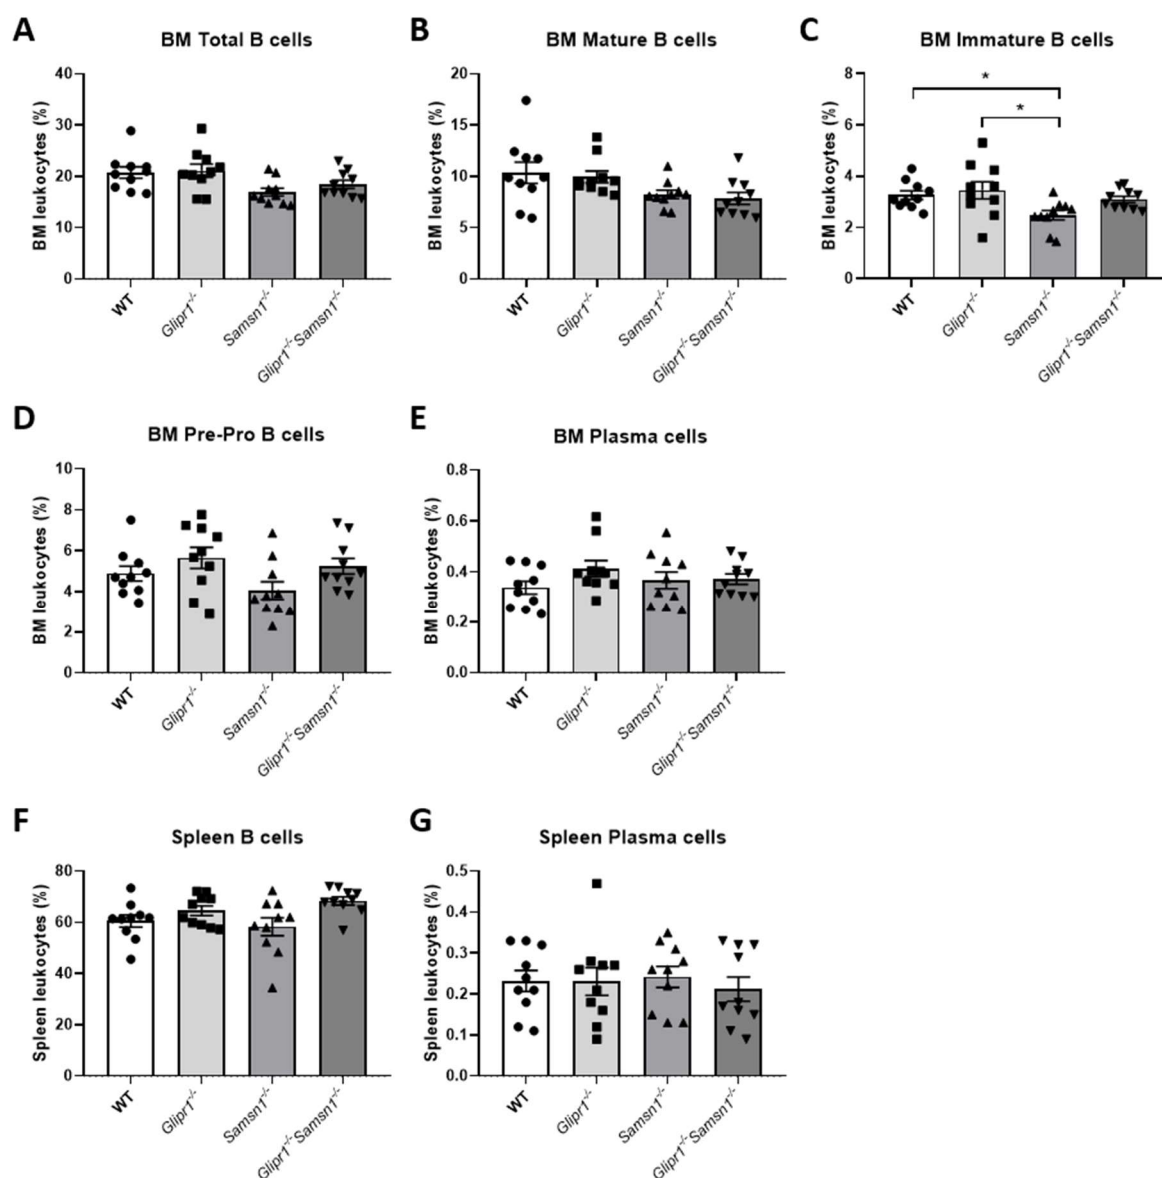 A
BM Total B cells
BM leukocytes (%)
40
30
20
10
0
WT
Glipr1-/-
Samsn1-/-
Glipr1-/-Samsn1-/-
B
BM Mature B cells
BM leukocytes (%)
20
15
10
5
0
WT
Glipr1-/-
Samsn1-/-
Glipr1-/-Samsn1-/-
C
BM Immature B cells
BM leukocytes (%)
8
6
4
2
0
*
*
WT
Glipr1-/-
Samsn1-/-
Glipr1-/-Samsn1-/-
D
BM Pre-Pro B cells
BM leukocytes (%)
10
8
6
4
2
0
WT
Glipr1-/-
Samsn1-/-
Glipr1-/-Samsn1-/-
E
BM Plasma cells
BM leukocytes (%)
0.8
0.6
0.4
0.2
0.0
WT
Glipr1-/-
Samsn1-/-
Glipr1-/-Samsn1-/-
F
Spleen B cells
Spleen leukocytes (%)
80
60
40
20
0
WT
Glipr1-/-
Samsn1-/-
Glipr1-/-Samsn1-/-
G
Spleen Plasma cells
Spleen leukocytes (%)
0.5
0.4
0.3
0.2
0.1
0.0
WT
Glipr1-/-
Samsn1-/-
Glipr1-/-Samsn1-/-